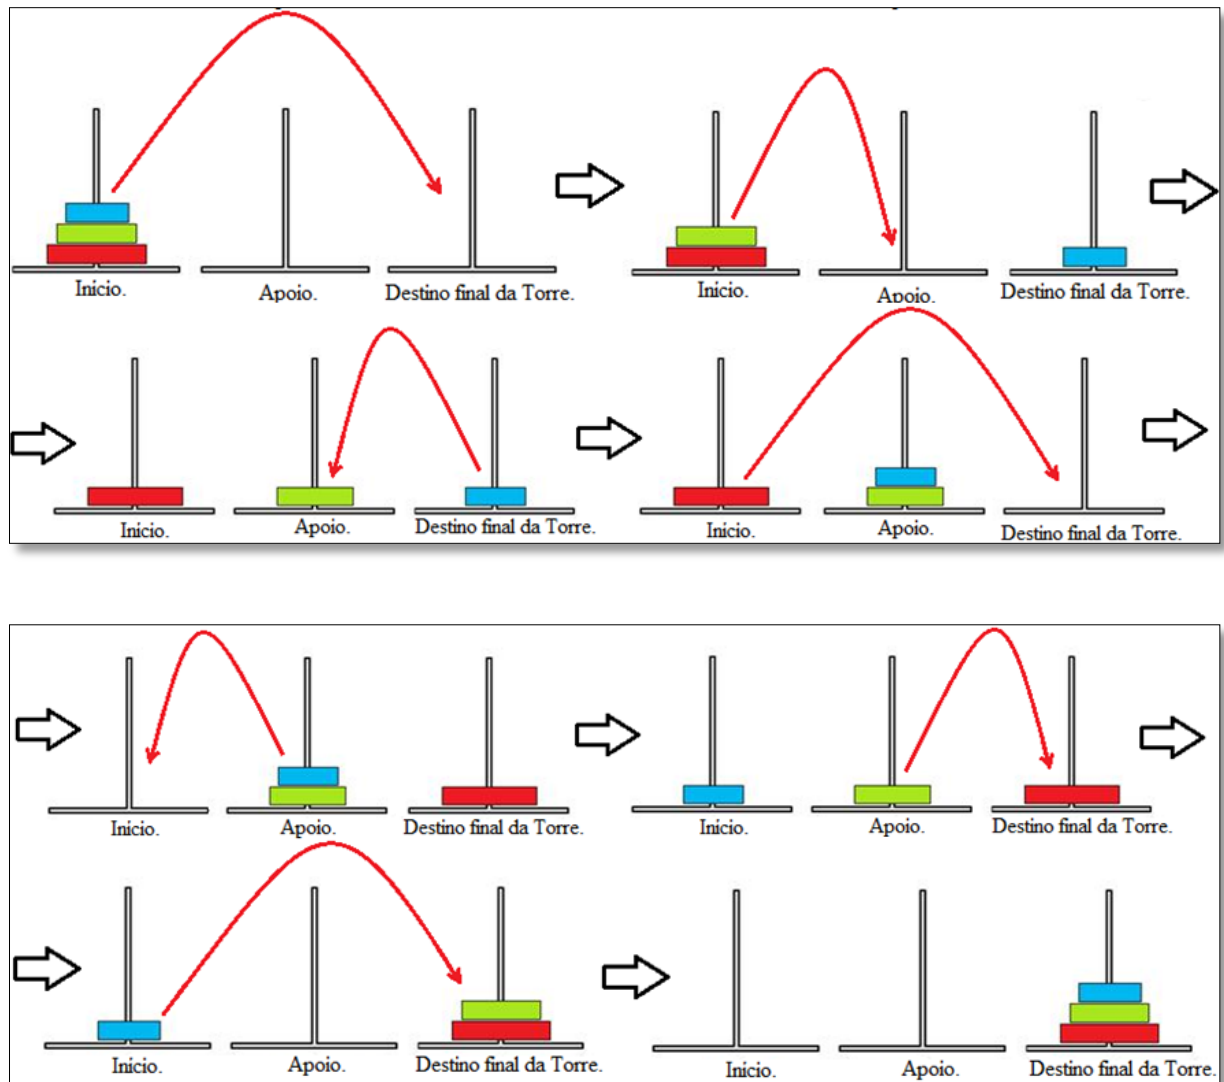 Inicio.
Apoio.
Destino final da Torre.
Inicio.
Apoio.
Destino final da Torre.
Inicio.
Apoio.
Destino final da Torre.
Inicio.
Apoio.
Destino final da Torre.
Inicio.
Apoio.
Destino final da Torre.
Inicio.
Apoio.
Destino final da Torre.
Inicio.
Apoio.
Destino final da Torre.
Inicio.
Apoio.
Destino final da Torre.